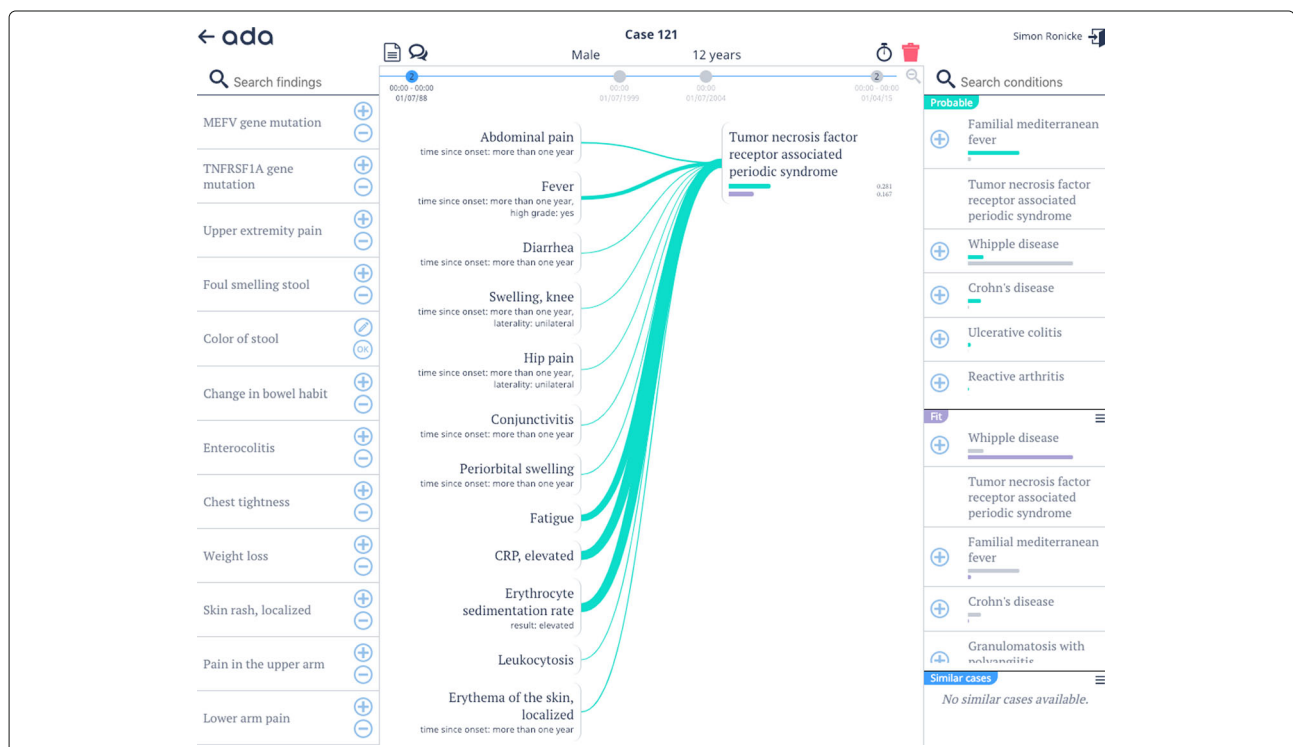 ada
Case 121
Male
12 years
Simon Ronicke
Search findings
MEFV gene mutation
TNFRSF1A gene
mutation
Upper extremity pain
Foul smelling stool
Color of stool
OK
Change in bowel habit
Enterocolitis
Chest tightness
Weight loss
Skin rash, localized
Pain in the upper arm
Lower arm pain
2
00:00 - 00:00
01/07/88
00:00
01/07/1999
00:00
01/07/2004
2
00:00 - 00:00
01/04/15
Abdominal pain
time since onset: more than one year
Fever
time since onset: more than one year,
high grade: yes
Diarrhea
time since onset: more than one year
Swelling, knee
time since onset: more than one year,
laterality: unilateral
Hip pain
time since onset: more than one year,
laterality: unilateral
Conjunctivitis
time since onset: more than one year
Periorbital swelling
time since onset: more than one year
Fatigue
CRP, elevated
Erythrocyte
sedimentation rate
result: elevated
Leukocytosis
Erythema of the skin,
localized
time since onset: more than one year
Tumor necrosis factor
receptor associated
periodic syndrome
0.281
0.167
Search conditions
Probable
Familial mediterranean
fever
Tumor necrosis factor
receptor associated
periodic syndrome
Whipple disease
Crohn's disease
Ulcerative colitis
Reactive arthritis
Fit
Whipple disease
Tumor necrosis factor
receptor associated
periodic syndrome
Familial mediterranean
fever
Crohn's disease
Granulomatosis with
polyangiitis
Similar cases
No similar cases available.